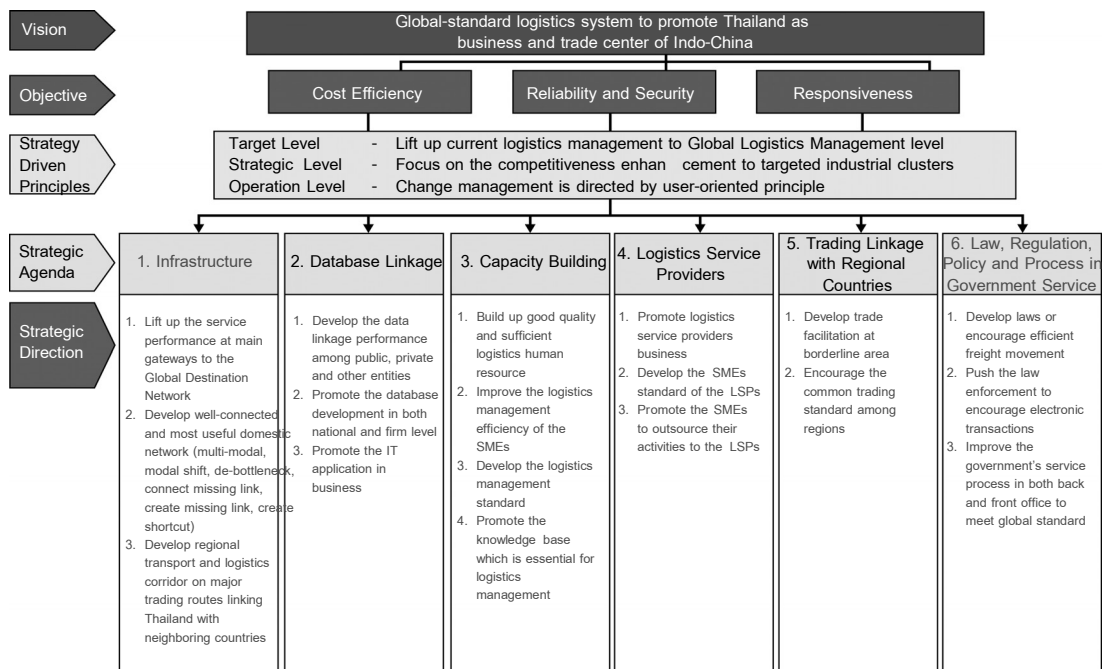 Vision
Global-standard logistics system to promote Thailand as
business and trade center of Indo-China
Objective
Cost Efficiency
Reliability and Security
Responsiveness
Strategy
Driven
Principles
Target Level - Lift up current logistics management to Global Logistics Management level
Strategic Level - Focus on the competitiveness enhan cement to targeted industrial clusters
Operation Level - Change management is directed by user-oriented principle
Strategic
Agenda
1. Infrastructure
2. Database Linkage
3. Capacity Building
4. Logistics Service
Providers
5. Trading Linkage
with Regional
Countries
6. Law, Regulation,
Policy and Process in
Government Service
Strategic
Direction
1. Lift up the service
performance at main
gateways to the
Global Destination
Network
2. Develop well-connected
and most useful domestic
network (multi-modal,
modal shift, de-bottleneck,
connect missing link,
create missing link, create
shortcut)
3. Develop regional
transport and logistics
corridor on major
trading routes linking
Thailand with
neighboring countries
1. Develop the data
linkage performance
among public, private
and other entities
2. Promote the database
development in both
national and firm level
3. Promote the IT
application in
business
1. Build up good quality
and sufficient
logistics human
resource
2. Improve the logistics
management
efficiency of the
SMEs
3. Develop the logistics
management
standard
4. Promote the
knowledge base
which is essential for
logistics
management
1. Promote logistics
service providers
business
2. Develop the SMEs
standard of the LSPs
3. Promote the SMEs
to outsource their
activities to the LSPs
1. Develop trade
facilitation at
borderline area
2. Encourage the
common trading
standard among
regions
1. Develop laws or
encourage efficient
freight movement
2. Push the law
enforcement to
encourage electronic
transactions
3. Improve the
government's service
process in both back
and front office to
meet global standard